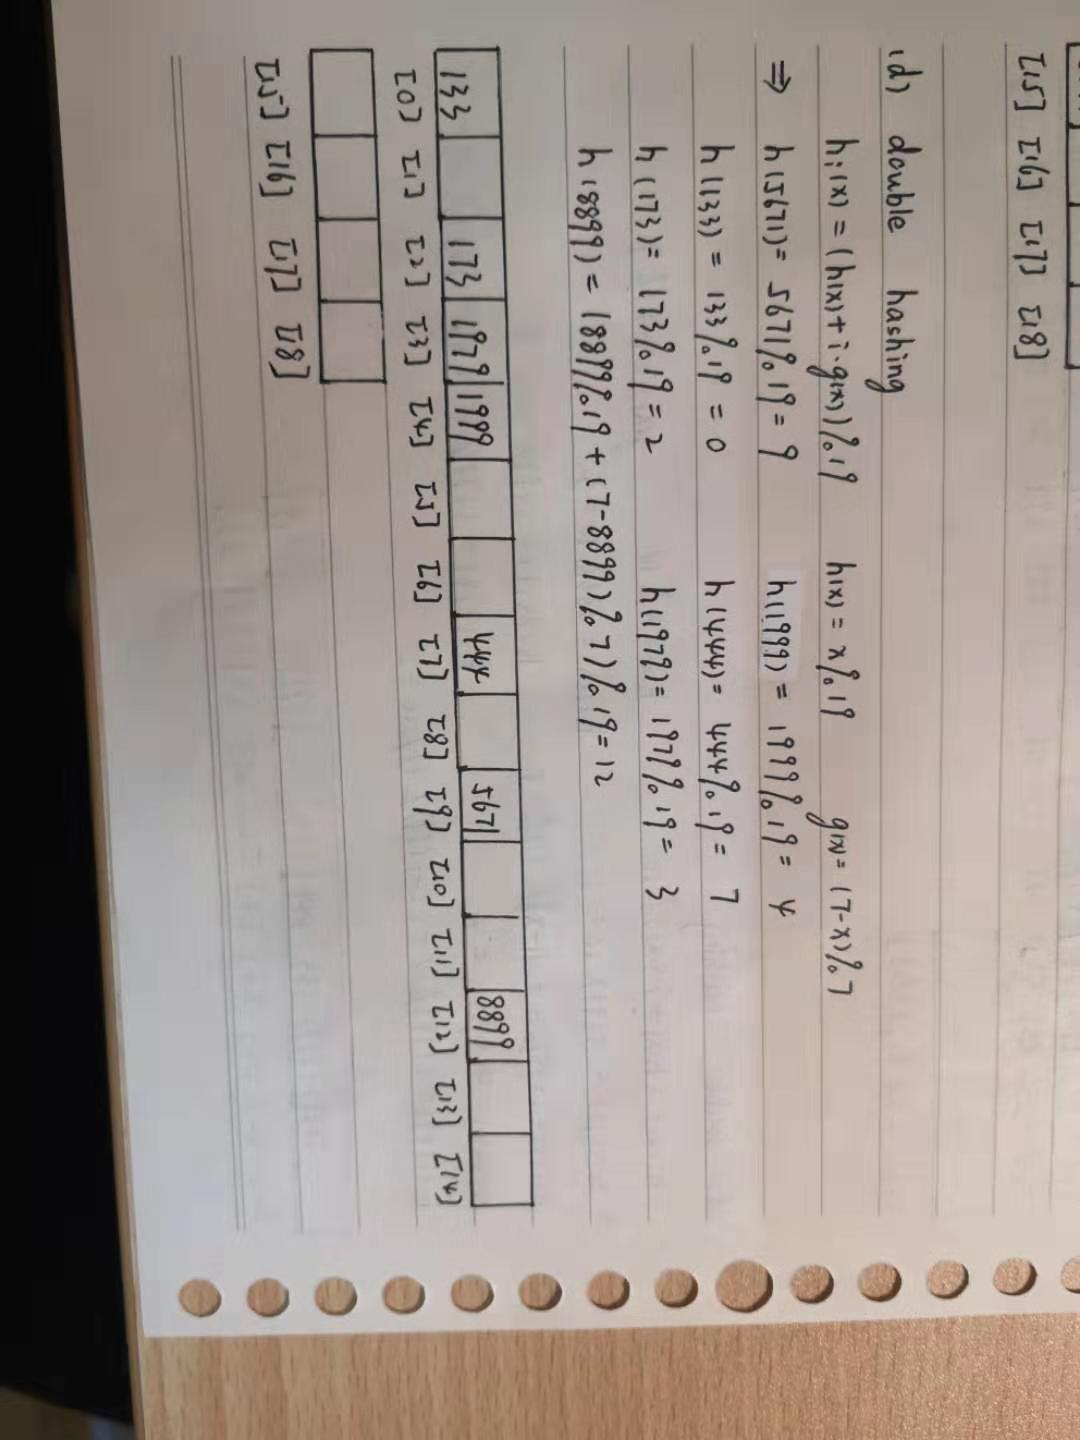 [15] [16] [17] [18]
(d) double hashing
hi(x) = (h(x) + i·g(x))%19 h(x) = x%19 g(x) = (7-x)%7
⇒ h(5671) = 5671%19 = 9 h(1999) = 1999%19 = 4
h(133) = 133%19 = 0 h(444) = 444%19 = 7
h(173) = 173%19 = 2 h(1979) = 1979%19 = 3
h(8899) = (8899%19 + (7-8899)%7)%19 = 12
133 173 1979 1999 444 5671 8899
[0] [1] [2] [3] [4] [5] [6] [7] [8] [9] [10] [11] [12] [13] [14]
[15] [16] [17] [18]